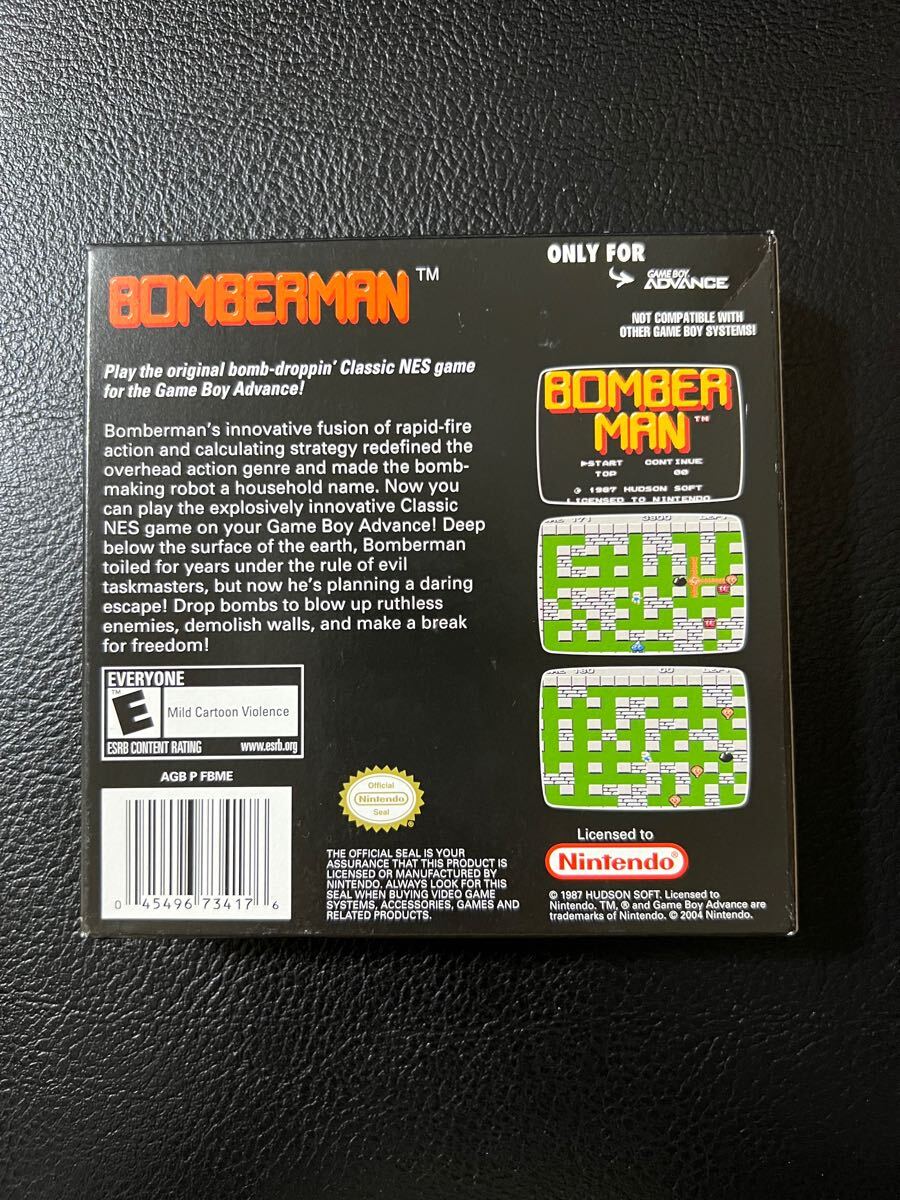 BOMBERMAN™
ONLY FOR
GAME BOY
ADVANCE
NOT COMPATIBLE WITH
OTHER GAME BOY SYSTEMS!
Play the original bomb-droppin' Classic NES game
for the Game Boy Advance!
Bomberman's innovative fusion of rapid-fire
action and calculating strategy redefined the
overhead action genre and made the bomb-
making robot a household name. Now you
can play the explosively innovative Classic
NES game on your Game Boy Advance! Deep
below the surface of the earth, Bomberman
toiled for years under the rule of evil
taskmasters, but now he's planning a daring
escape! Drop bombs to blow up ruthless
enemies, demolish walls, and make a break
for freedom!
BOMBER
MAN™
START CONTINUE
TOP 00
© 1987 HUDSON SOFT
LICENSED TO NINTENDO
171 3800 LEFT
180 00 LEFT
EVERYONE
™
E
Mild Cartoon Violence
ESRB CONTENT RATING www.esrb.org
AGB P FBME
0 45496 73417 6
Official
Nintendo
Seal
®
THE OFFICIAL SEAL IS YOUR
ASSURANCE THAT THIS PRODUCT IS
LICENSED OR MANUFACTURED BY
NINTENDO. ALWAYS LOOK FOR THIS
SEAL WHEN BUYING VIDEO GAME
SYSTEMS, ACCESSORIES, GAMES AND
RELATED PRODUCTS.
Licensed to
Nintendo®
© 1987 HUDSON SOFT. Licensed to
Nintendo. TM, ® and Game Boy Advance are
trademarks of Nintendo. © 2004 Nintendo.